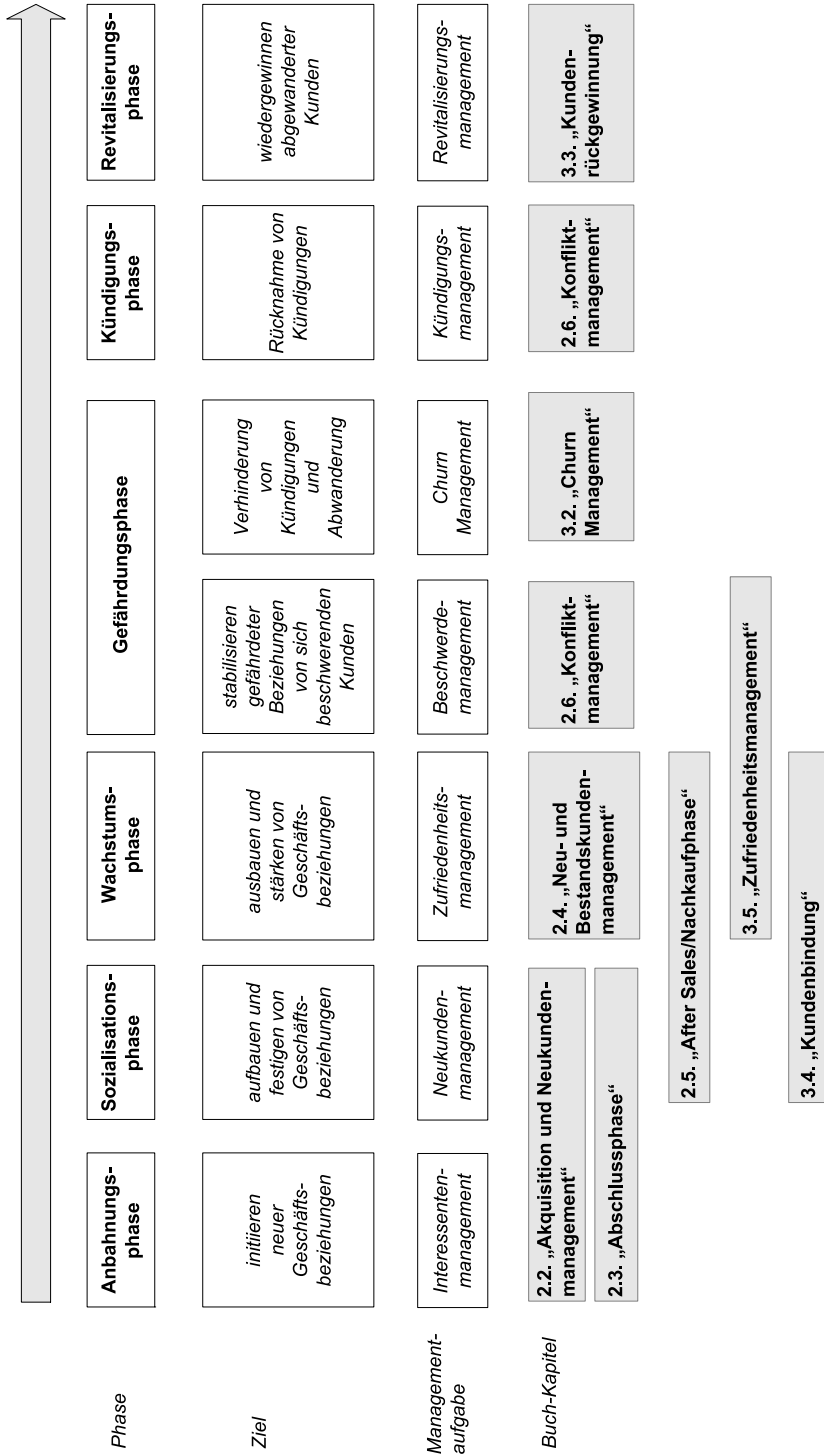 Phase
Anbahnungs-
phase
Sozialisations-
phase
Wachstums-
phase
Gefährdungsphase
Kündigungs-
phase
Revitalisierungs-
phase
Ziel
initiieren
neuer
Geschäfts-
beziehungen
aufbauen und
festigen von
Geschäfts-
beziehungen
ausbauen und
stärken von
Geschäfts-
beziehungen
stabilisieren
gefährdeter
Beziehungen
von sich
beschwerenden
Kunden
Verhinderung
von
Kündigungen
und
Abwanderung
Rücknahme von
Kündigungen
wiedergewinnen
abgewanderter
Kunden
Management-
aufgabe
Interessenten-
management
Neukunden-
management
Zufriedenheits-
management
Beschwerde-
management
Churn
Management
Kündigungs-
management
Revitalisierungs-
management
Buch-Kapitel
2.2. „Akquisition und Neukunden-
management“
2.3. „Abschlussphase“
2.4. „Neu- und
Bestandskunden-
management“
2.6. „Konflikt-
management“
3.2. „Churn
Management“
2.6. „Konflikt-
management“
3.3. „Kunden-
rückgewinnung“
2.5. „After Sales/Nachkaufphase“
3.5. „Zufriedenheitsmanagement“
3.4. „Kundenbindung“